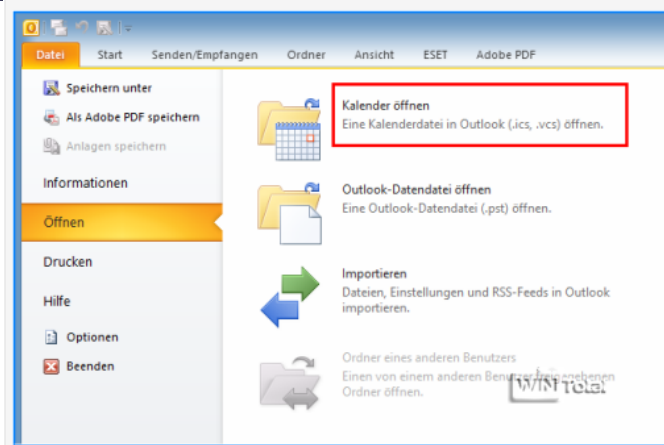 Datei Start Senden/Empfangen Ordner Ansicht ESET Adobe PDF
Speichern unter
Als Adobe PDF speichern
Anlagen speichern
Informationen
Öffnen
Drucken
Hilfe
Optionen
Beenden
Kalender öffnen
Eine Kalenderdatei in Outlook (.ics, .vcs) öffnen.
Outlook-Datendatei öffnen
Eine Outlook-Datendatei (.pst) öffnen.
Importieren
Dateien, Einstellungen und RSS-Feeds in Outlook
importieren.
Ordner eines anderen Benutzers
Einen von einem anderen Benutzer freigegebenen
Ordner öffnen.
WIN Total